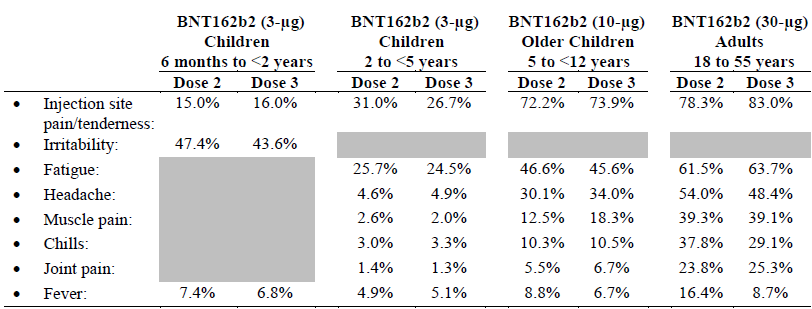 BNT162b2 (3-µg) BNT162b2 (3-µg) BNT162b2 (10-µg) BNT162b2 (30-µg)
Children Children Older Children Adults
6 months to <2 years 2 to <5 years 5 to <12 years 18 to 55 years
Dose 2 Dose 3 Dose 2 Dose 3 Dose 2 Dose 3 Dose 2 Dose 3
• Injection site 15.0% 16.0% 31.0% 26.7% 72.2% 73.9% 78.3% 83.0%
pain/tenderness:
• Irritability: 47.4% 43.6%
• Fatigue: 25.7% 24.5% 46.6% 45.6% 61.5% 63.7%
• Headache: 4.6% 4.9% 30.1% 34.0% 54.0% 48.4%
• Muscle pain: 2.6% 2.0% 12.5% 18.3% 39.3% 39.1%
• Chills: 3.0% 3.3% 10.3% 10.5% 37.8% 29.1%
• Joint pain: 1.4% 1.3% 5.5% 6.7% 23.8% 25.3%
• Fever: 7.4% 6.8% 4.9% 5.1% 8.8% 6.7% 16.4% 8.7%